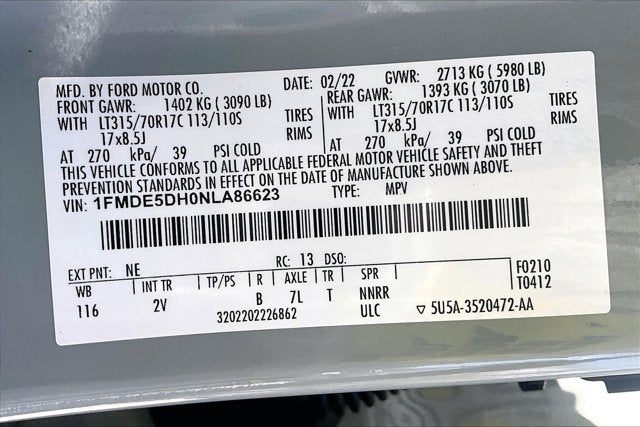 MFD. BY FORD MOTOR CO. DATE: 02/22 GVWR: 2713 KG ( 5980 LB)
FRONT GAWR: 1402 KG ( 3090 LB) REAR GAWR: 1393 KG ( 3070 LB)
WITH LT315/70R17C 113/110S TIRES LT315/70R17C 113/110S TIRES
17x8.5J RIMS 17x8.5J RIMS
AT 270 kPa/ 39 PSI COLD AT 270 kPa/ 39 PSI COLD
THIS VEHICLE CONFORMS TO ALL APPLICABLE FEDERAL MOTOR VEHICLE SAFETY AND THEFT
PREVENTION STANDARDS IN EFFECT ON THE DATE OF MANUFACTURE SHOWN ABOVE.
VIN: 1FMDE5DH0NLA86623 TYPE: MPV
EXT PNT: NE RC: 13 DSO:
WB INT TR TP/PS R AXLE TR SPR F0210
116 2V B 7L T NNRR T0412
3202202226862 ULC ▽ 5U5A-3520472-AA